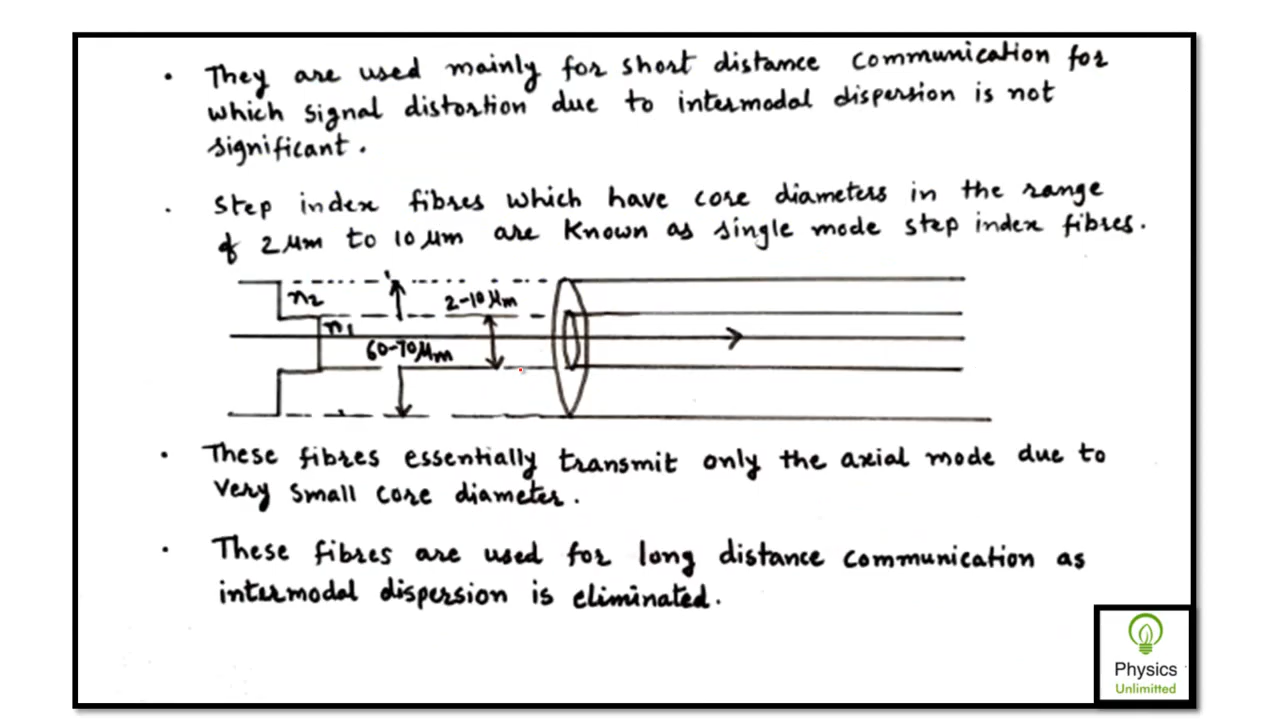 • They are used mainly for short distance communication for
which signal distortion due to intermodal dispersion is not
significant.
• Step index fibres which have core diameters in the range
of 2 μm to 10 μm are known as single mode step index fibres.
n2
2-10 μm
n1
60-70 μm
• These fibres essentially transmit only the axial mode due to
very small core diameter.
• These fibres are used for long distance communication as
intermodal dispersion is eliminated.
Physics
Unlimitted